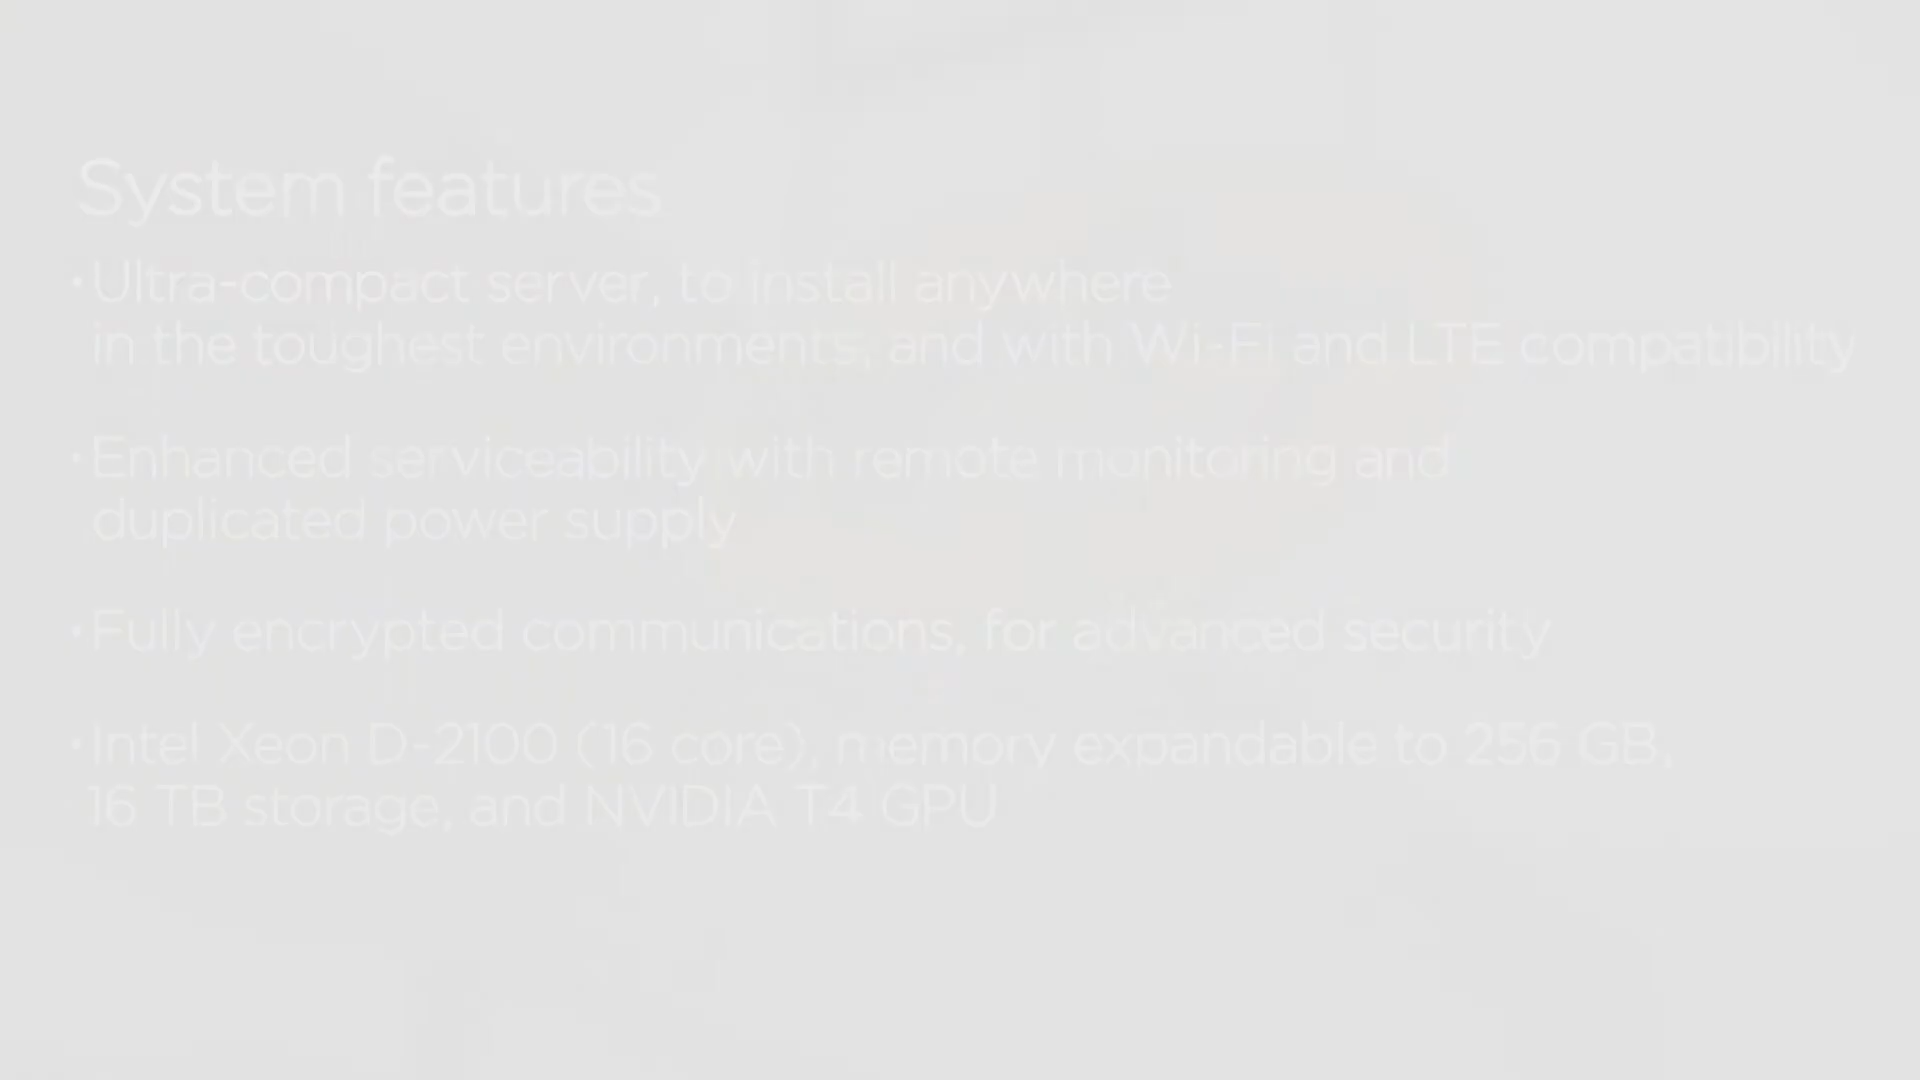 System features
· Ultra-compact server, to install anywhere
in the toughest environments, and with Wi-Fi and LTE compatibility
· Enhanced serviceability with remote monitoring and
duplicated power supply
· Fully encrypted communications, for advanced security
· Intel Xeon D-2100 (16 core), memory expandable to 256 GB,
16 TB storage, and NVIDIA T4 GPU